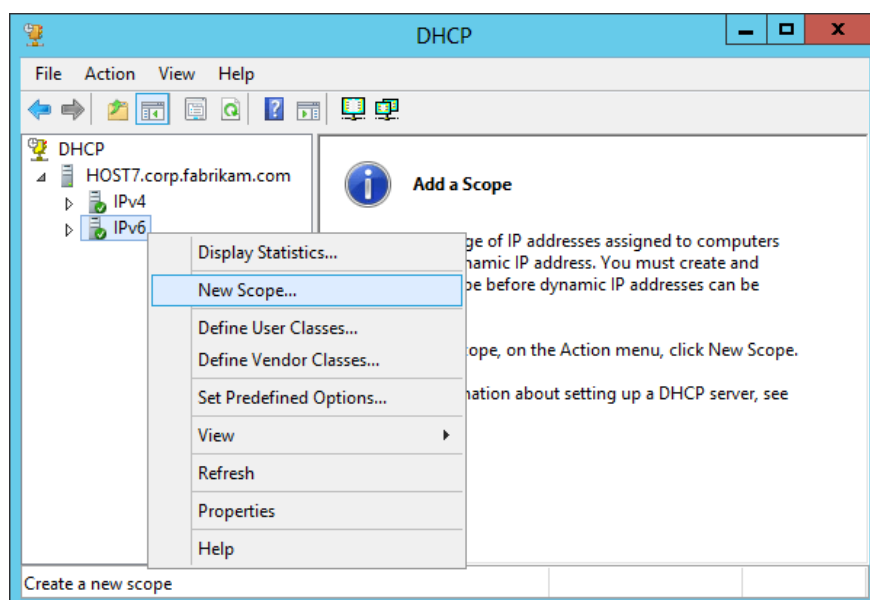 DHCP
File Action View Help
DHCP
HOST7.corp.fabrikam.com
IPv4
IPv6
Add a Scope
ge of IP addresses assigned to computers
namic IP address. You must create and
pe before dynamic IP addresses can be
ope, on the Action menu, click New Scope.
nation about setting up a DHCP server, see
Display Statistics...
New Scope...
Define User Classes...
Define Vendor Classes...
Set Predefined Options...
View
Refresh
Properties
Help
Create a new scope